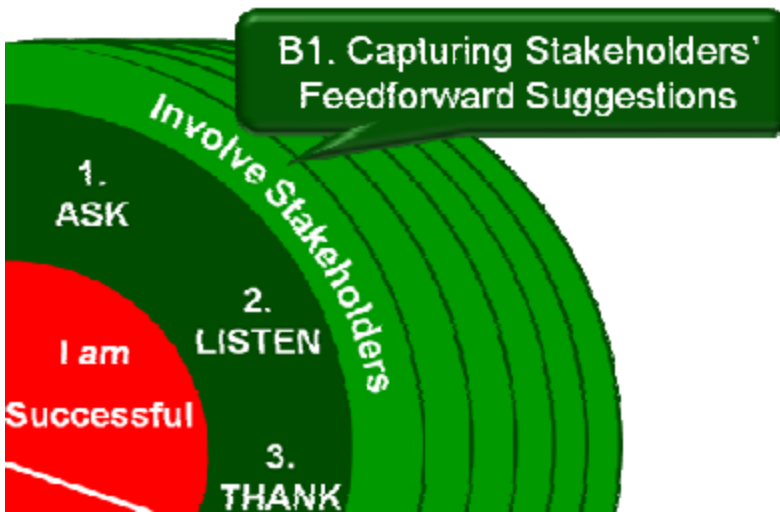 B1. Capturing Stakeholders’
Feedforward Suggestions
Involve Stakeholders
1.
ASK
2.
LISTEN
I am
Successful
3.
THANK